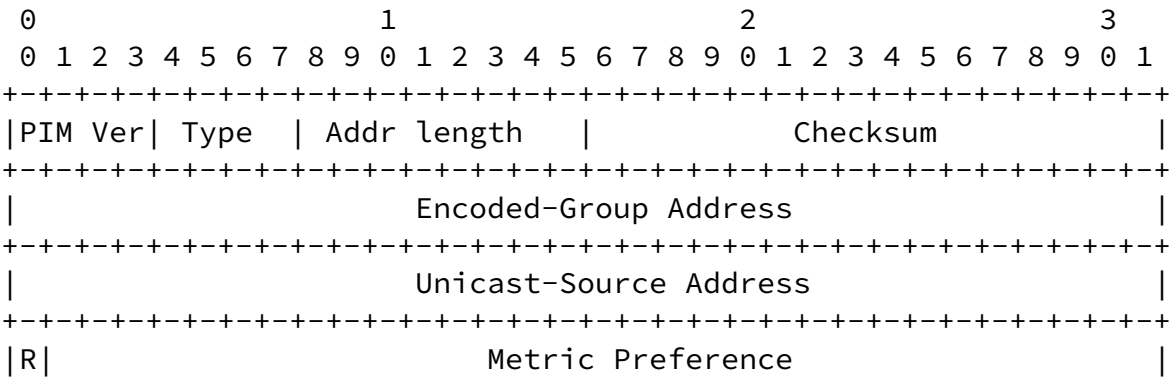 0                   1                   2                   3
 0 1 2 3 4 5 6 7 8 9 0 1 2 3 4 5 6 7 8 9 0 1 2 3 4 5 6 7 8 9 0 1
+-+-+-+-+-+-+-+-+-+-+-+-+-+-+-+-+-+-+-+-+-+-+-+-+-+-+-+-+-+-+-+-+
|PIM Ver| Type  | Addr length   |           Checksum            |
+-+-+-+-+-+-+-+-+-+-+-+-+-+-+-+-+-+-+-+-+-+-+-+-+-+-+-+-+-+-+-+-+
|                      Encoded-Group Address                    |
+-+-+-+-+-+-+-+-+-+-+-+-+-+-+-+-+-+-+-+-+-+-+-+-+-+-+-+-+-+-+-+-+
|                      Unicast-Source Address                   |
+-+-+-+-+-+-+-+-+-+-+-+-+-+-+-+-+-+-+-+-+-+-+-+-+-+-+-+-+-+-+-+-+
|R|                        Metric Preference                    |